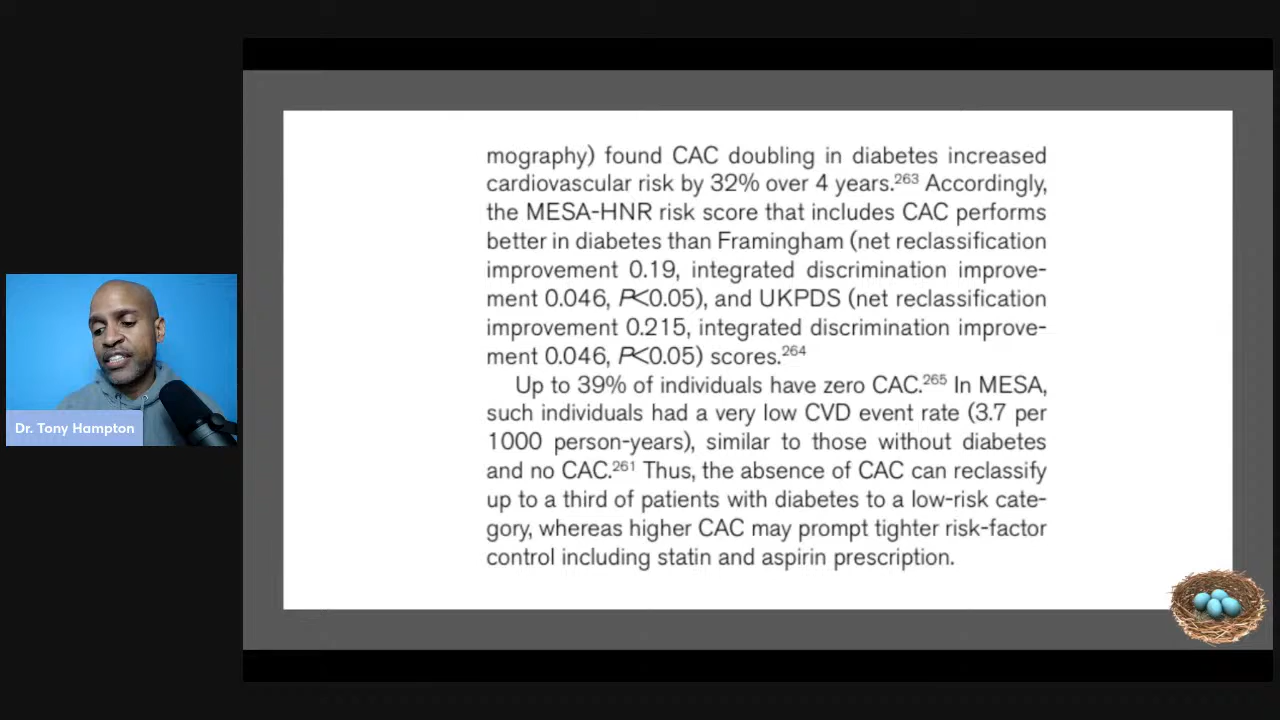 mography) found CAC doubling in diabetes increased
cardiovascular risk by 32% over 4 years.263 Accordingly,
the MESA-HNR risk score that includes CAC performs
better in diabetes than Framingham (net reclassification
improvement 0.19, integrated discrimination improve-
ment 0.046, P<0.05), and UKPDS (net reclassification
improvement 0.215, integrated discrimination improve-
ment 0.046, P<0.05) scores.264
Up to 39% of individuals have zero CAC.265 In MESA,
such individuals had a very low CVD event rate (3.7 per
1000 person-years), similar to those without diabetes
and no CAC.261 Thus, the absence of CAC can reclassify
up to a third of patients with diabetes to a low-risk cate-
gory, whereas higher CAC may prompt tighter risk-factor
control including statin and aspirin prescription.
Dr. Tony Hampton